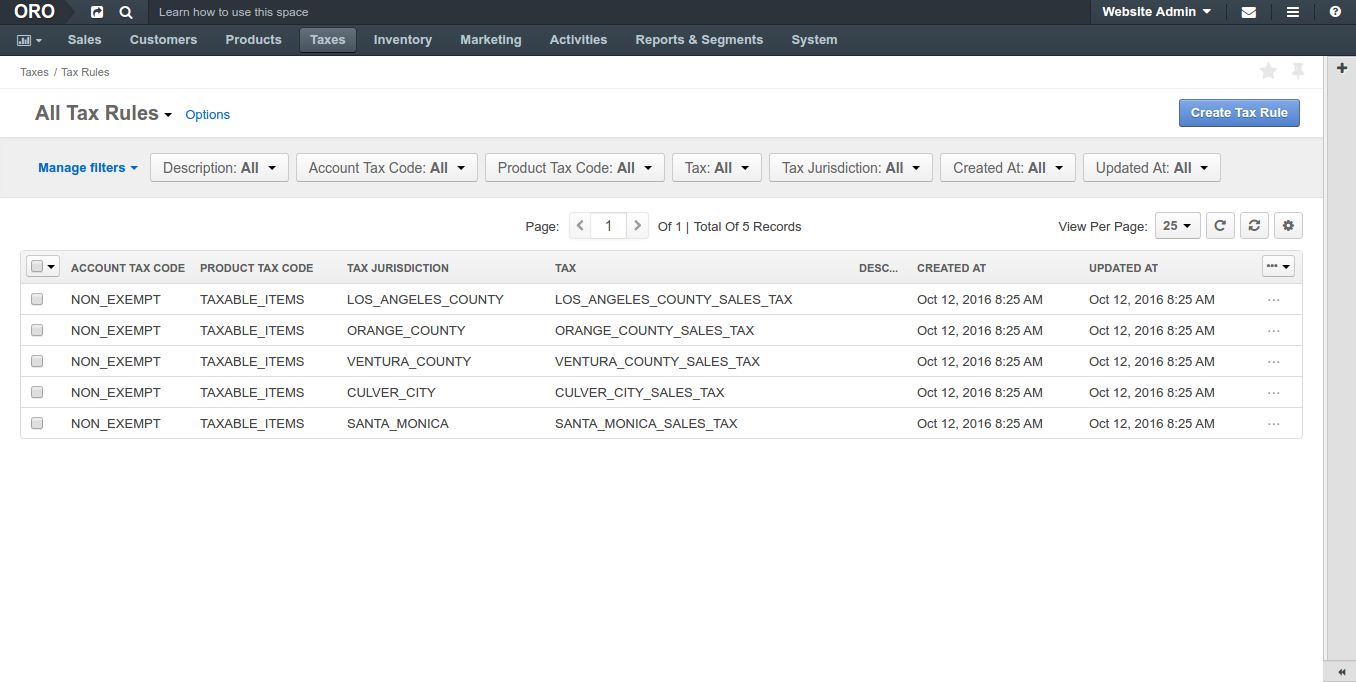 ORO Learn how to use this space Website Admin
Sales Customers Products Taxes Inventory Marketing Activities Reports & Segments System
Taxes / Tax Rules
All Tax Rules Options Create Tax Rule
Manage filters Description: All Account Tax Code: All Product Tax Code: All Tax: All Tax Jurisdiction: All Created At: All Updated At: All
Page: 1 Of 1 | Total Of 5 Records View Per Page: 25
ACCOUNT TAX CODE PRODUCT TAX CODE TAX JURISDICTION TAX DESC... CREATED AT UPDATED AT
NON_EXEMPT TAXABLE_ITEMS LOS_ANGELES_COUNTY LOS_ANGELES_COUNTY_SALES_TAX Oct 12, 2016 8:25 AM Oct 12, 2016 8:25 AM
NON_EXEMPT TAXABLE_ITEMS ORANGE_COUNTY ORANGE_COUNTY_SALES_TAX Oct 12, 2016 8:25 AM Oct 12, 2016 8:25 AM
NON_EXEMPT TAXABLE_ITEMS VENTURA_COUNTY VENTURA_COUNTY_SALES_TAX Oct 12, 2016 8:25 AM Oct 12, 2016 8:25 AM
NON_EXEMPT TAXABLE_ITEMS CULVER_CITY CULVER_CITY_SALES_TAX Oct 12, 2016 8:25 AM Oct 12, 2016 8:25 AM
NON_EXEMPT TAXABLE_ITEMS SANTA_MONICA SANTA_MONICA_SALES_TAX Oct 12, 2016 8:25 AM Oct 12, 2016 8:25 AM